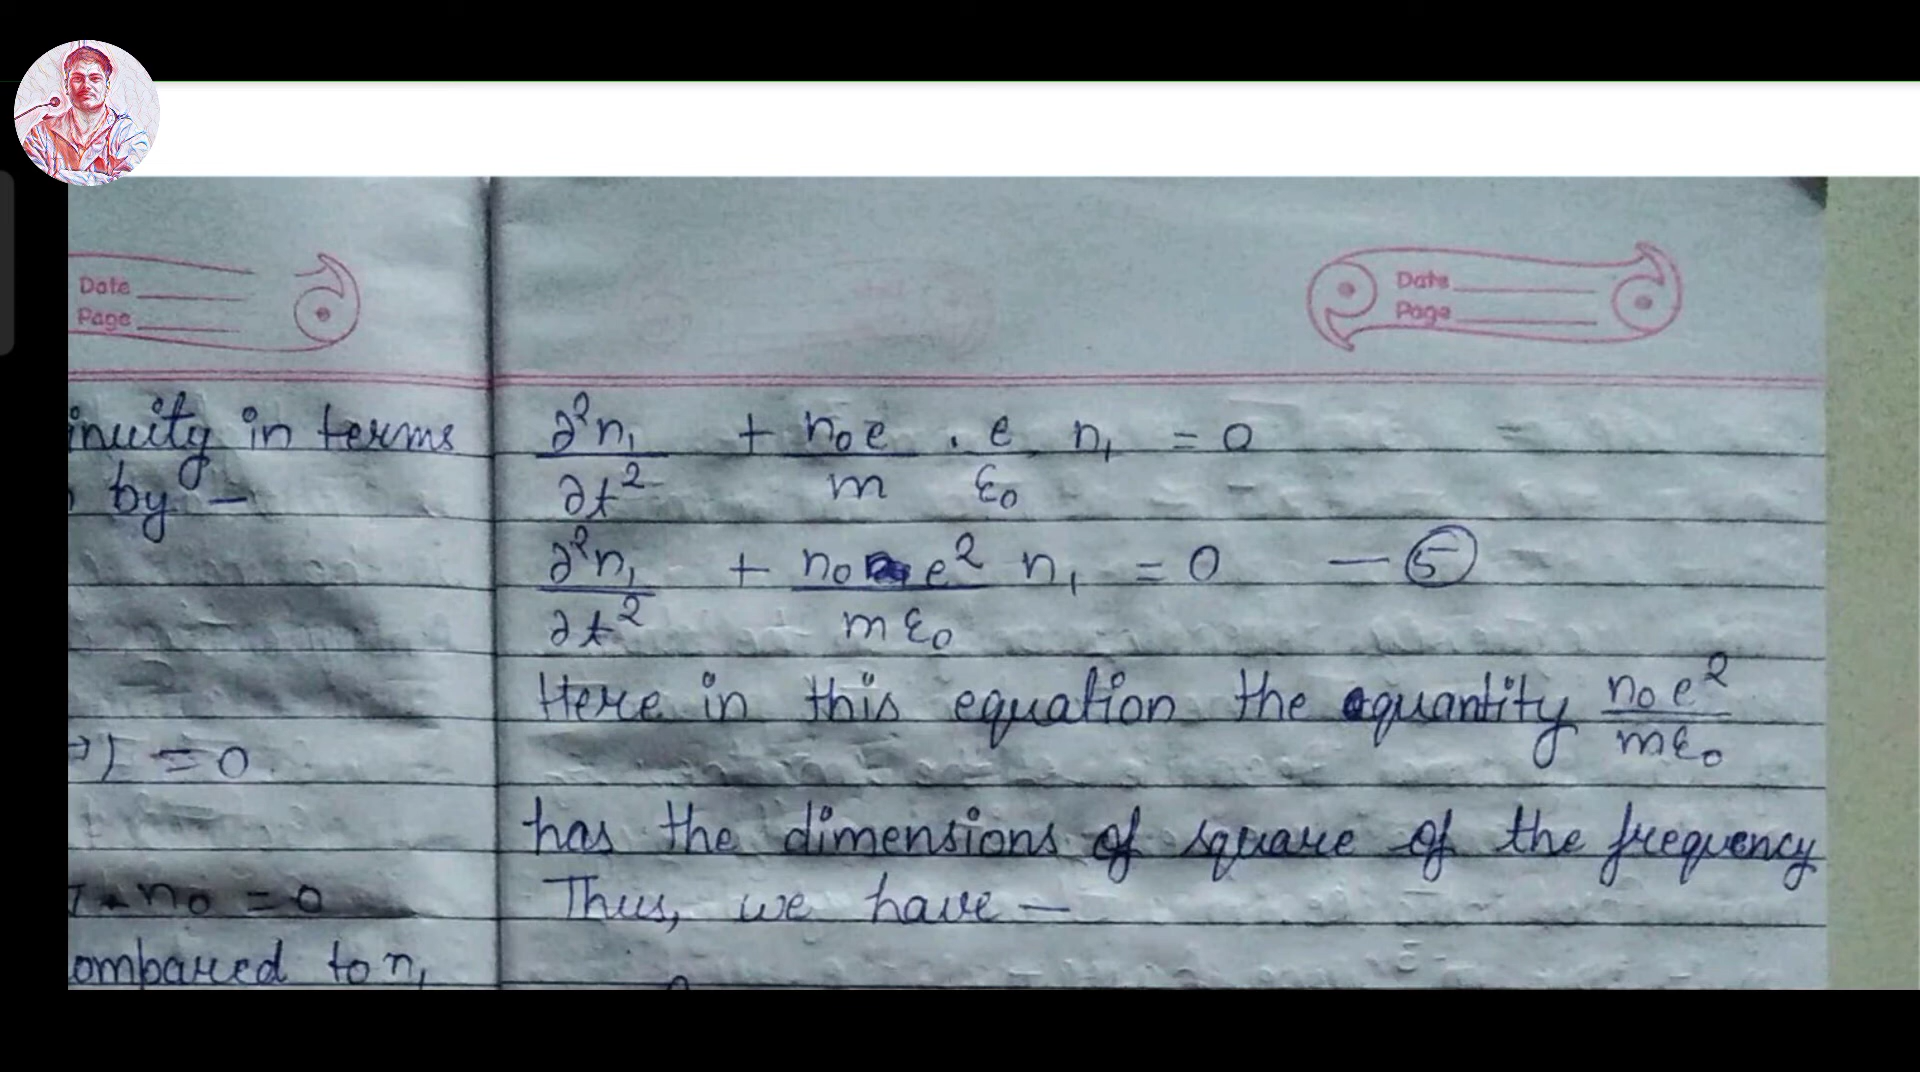 Date
Page
Date
Page
inuity in terms
by –
= 0
n₀ = 0
ompared to n₁
∂²n₁/∂t² + n₀e/m . e/ε₀ n₁ = 0
∂²n₁/∂t² + n₀e²/mε₀ n₁ = 0 — ⑤
Here in this equation the quantity n₀e²/mε₀
has the dimensions of square of the frequency
Thus, we have –